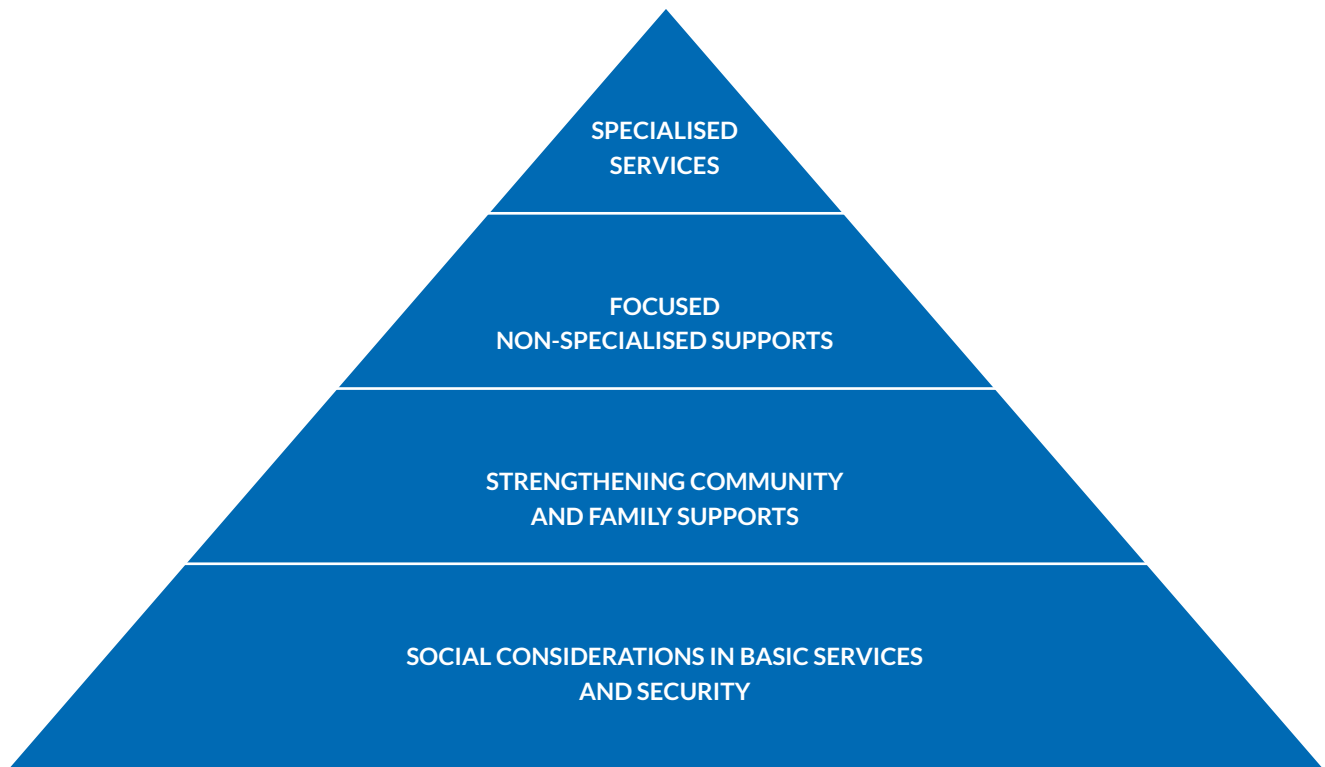 SPECIALISED
SERVICES
FOCUSED
NON-SPECIALISED SUPPORTS
STRENGTHENING COMMUNITY
AND FAMILY SUPPORTS
SOCIAL CONSIDERATIONS IN BASIC SERVICES
AND SECURITY